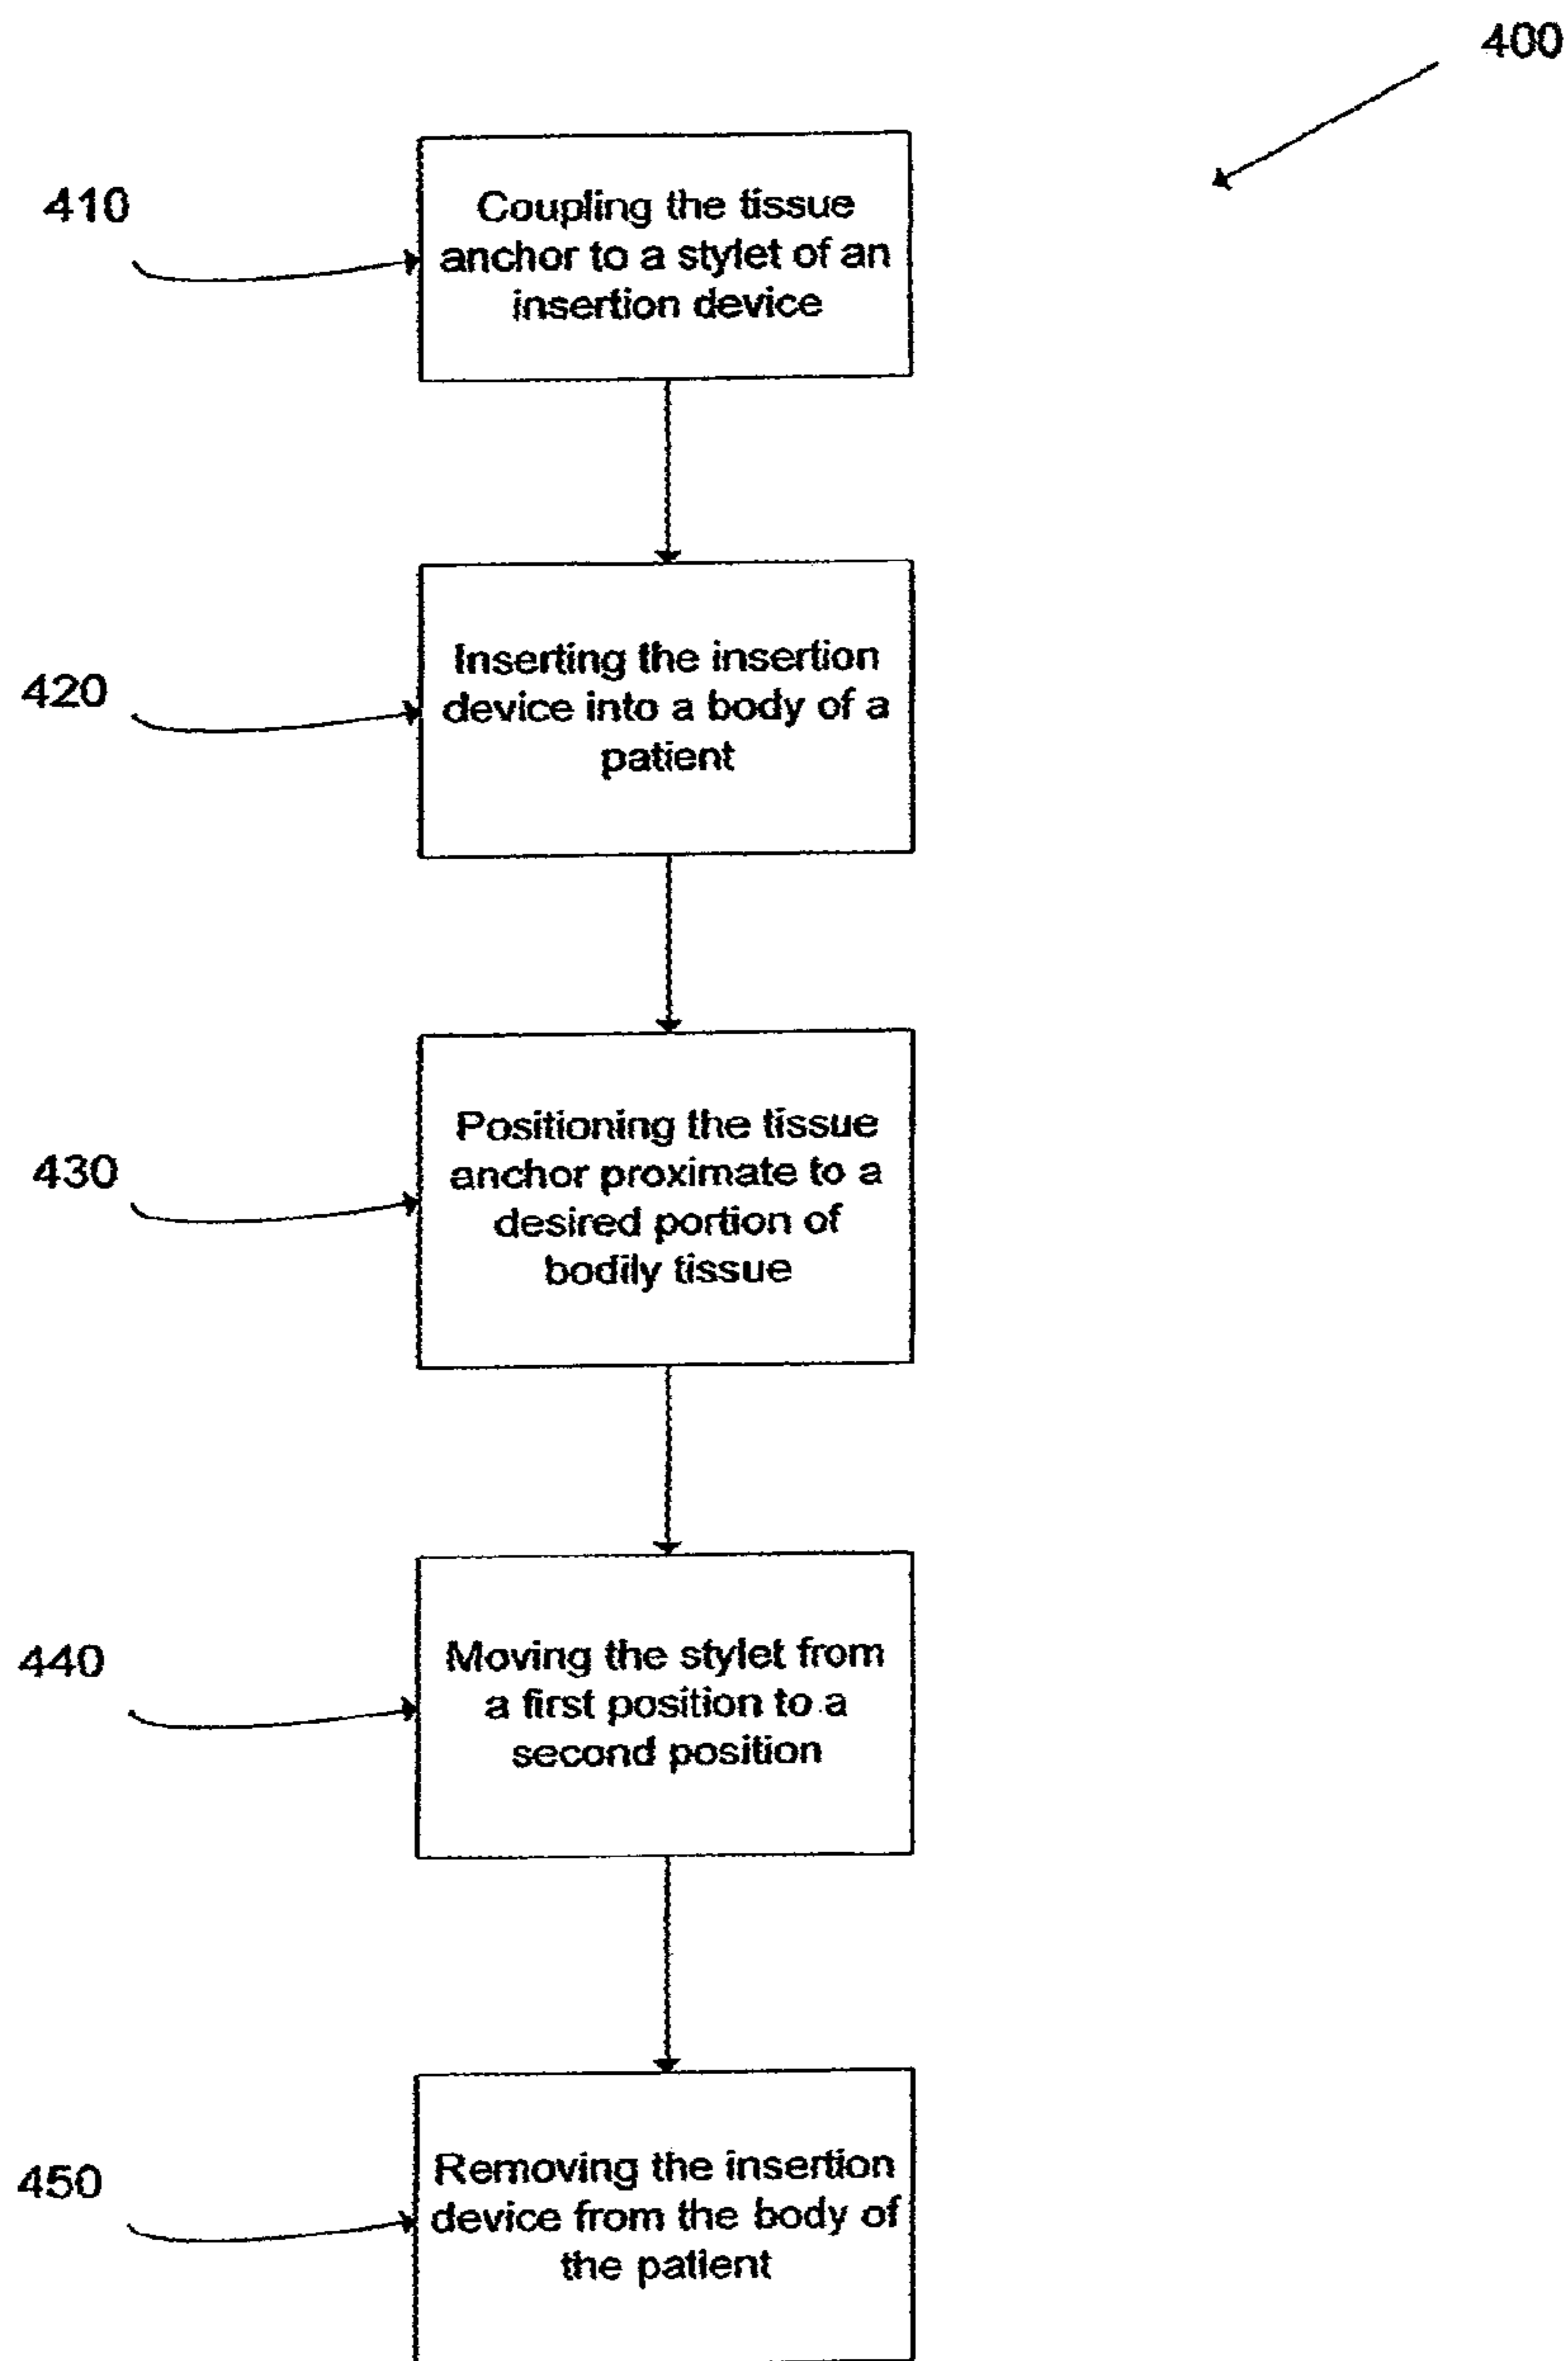 400
410
Coupling the tissue
anchor to a stylet of an
insertion device
420
Inserting the insertion
device into a body of a
patient
430
Positioning the tissue
anchor proximate to a
desired portion of
bodily tissue
440
Moving the stylet from
a first position to a
second position
450
Removing the insertion
device from the body of
the patient